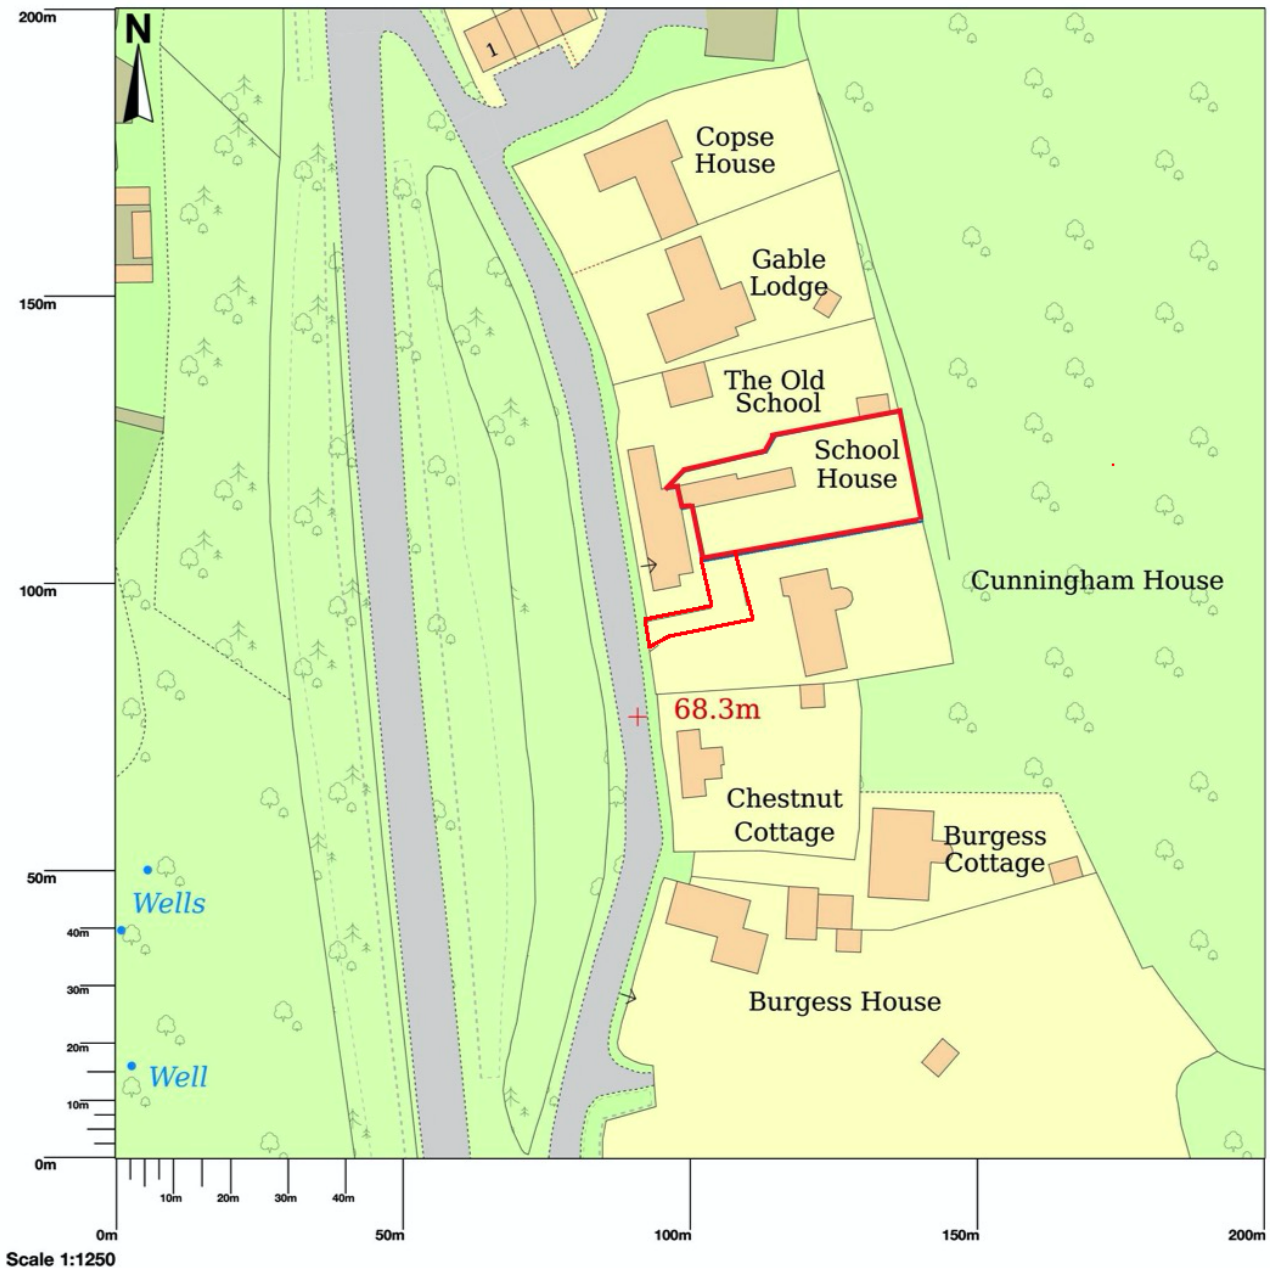 200m
N
1
Copse
House
Gable
Lodge
150m
The Old
School
School
House
100m
Cunningham House
68.3m
Chestnut
Cottage
Burgess
Cottage
50m
Wells
40m
30m
Burgess House
20m
Well
10m
0m
10m 20m 30m 40m
0m 50m 100m 150m 200m
Scale 1:1250